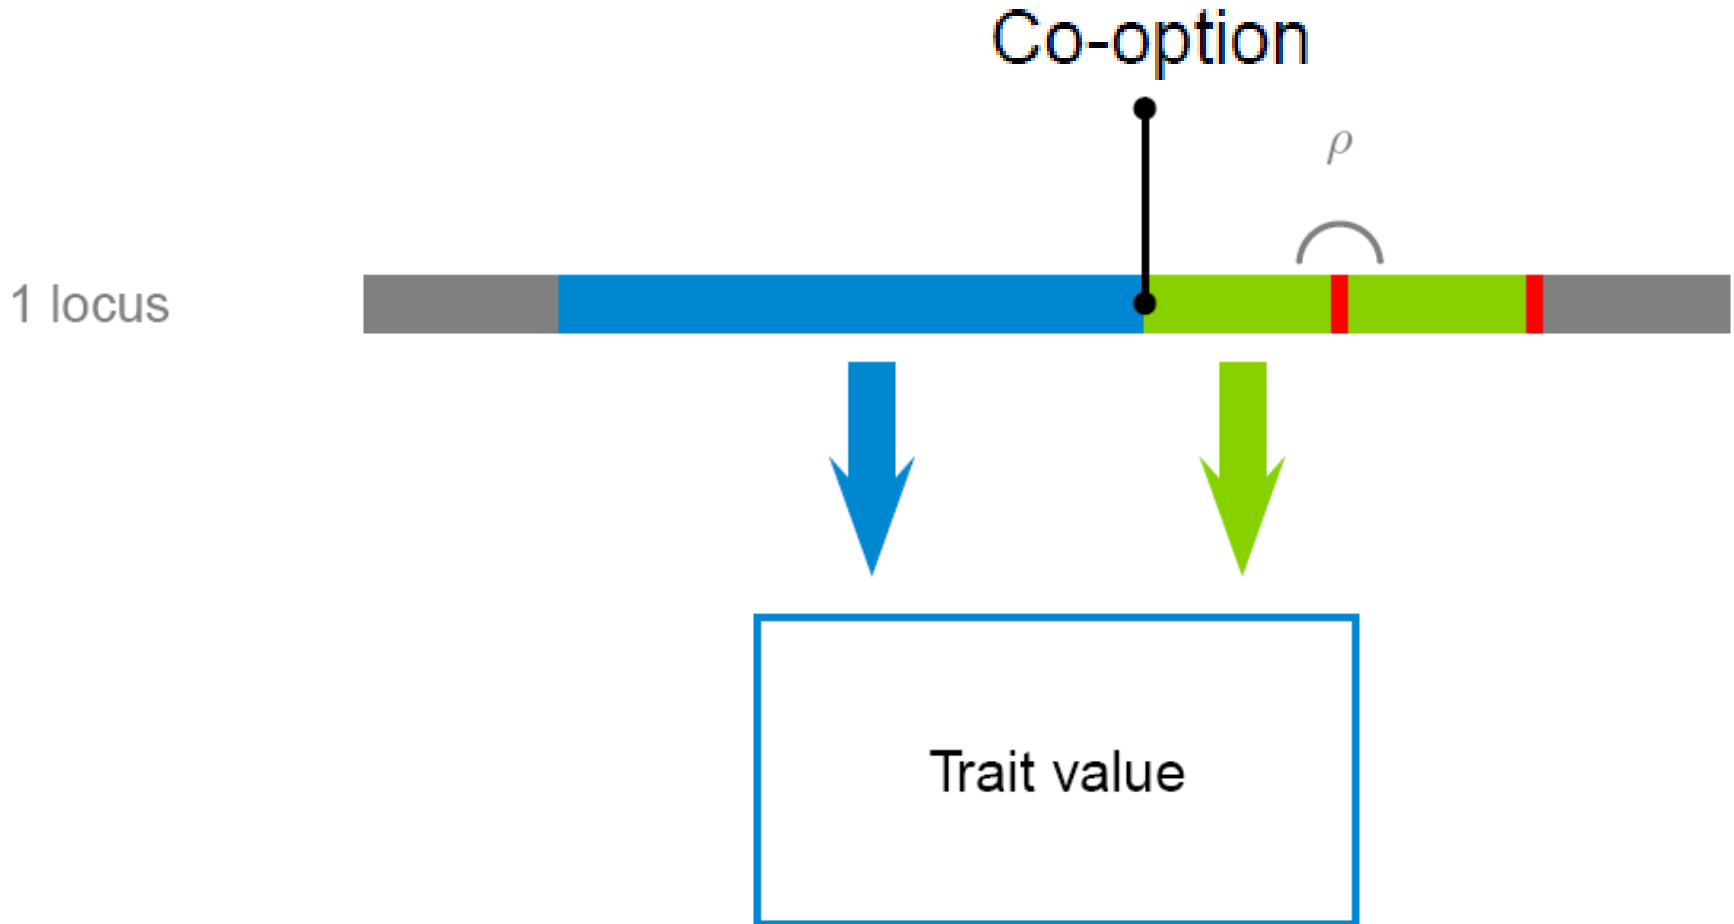 Co-option
ρ
1 locus
Trait value